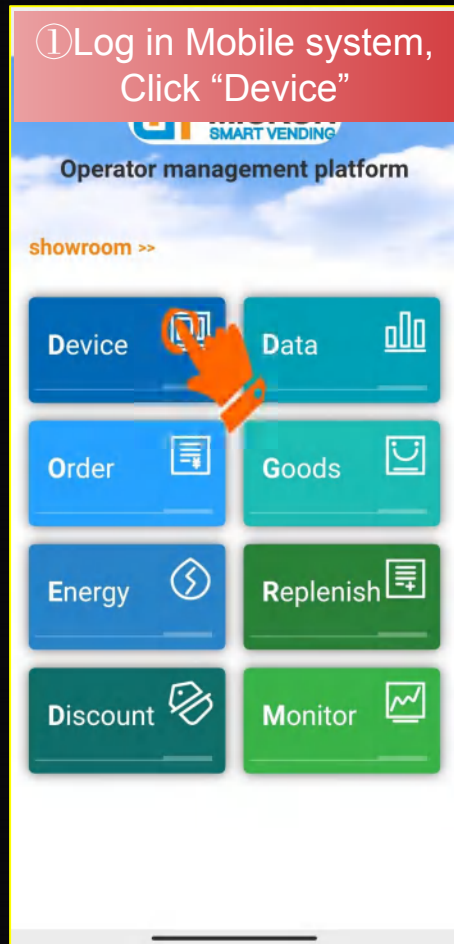 ①Log in Mobile system,
Click “Device”
SMART VENDING
Operator management platform
showroom >>
Device
Data
Order
Goods
Energy
Replenish
Discount
Monitor